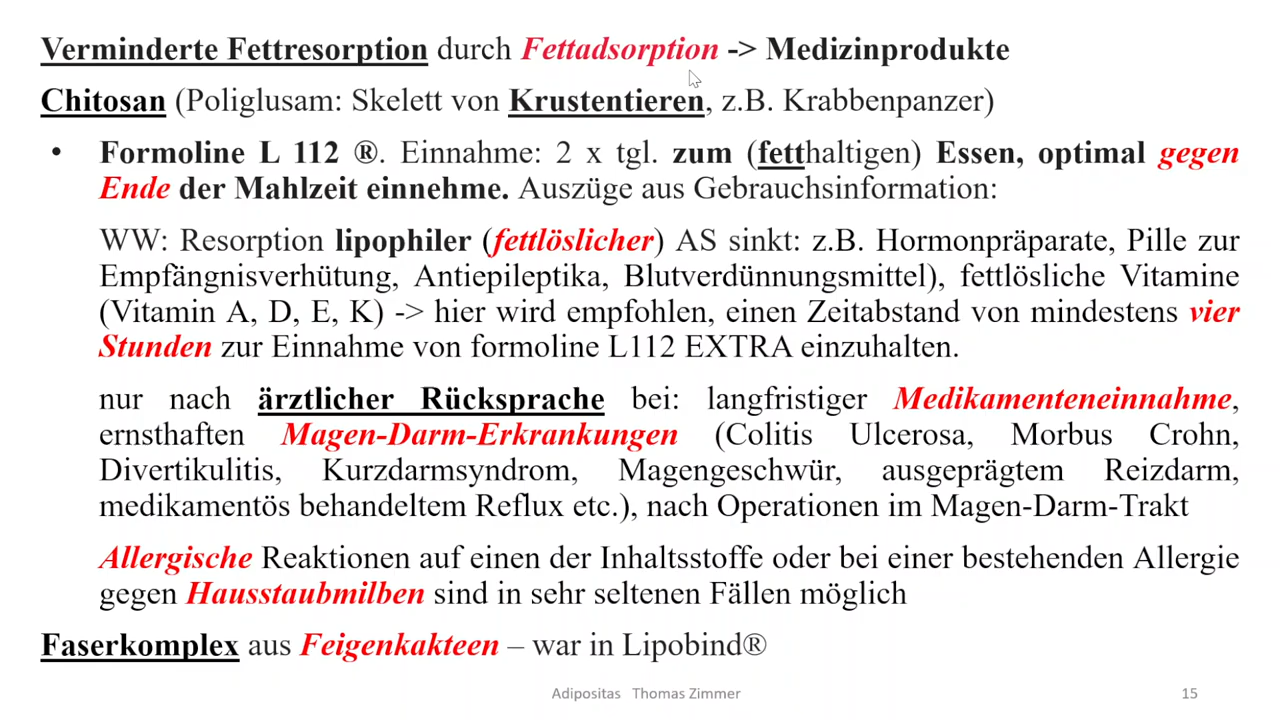 Verminderte Fettresorption durch Fettadsorption -> Medizinprodukte
Chitosan (Poliglusam: Skelett von Krustentieren, z.B. Krabbenpanzer)
• Formoline L 112 ®. Einnahme: 2 x tgl. zum (fetthaltigen) Essen, optimal gegen
Ende der Mahlzeit einnehme. Auszüge aus Gebrauchsinformation:
WW: Resorption lipophiler (fettlöslicher) AS sinkt: z.B. Hormonpräparate, Pille zur
Empfängnisverhütung, Antiepileptika, Blutverdünnungsmittel), fettlösliche Vitamine
(Vitamin A, D, E, K) -> hier wird empfohlen, einen Zeitabstand von mindestens vier
Stunden zur Einnahme von formoline L112 EXTRA einzuhalten.
nur nach ärztlicher Rücksprache bei: langfristiger Medikamenteneinnahme,
ernsthaften Magen-Darm-Erkrankungen (Colitis Ulcerosa, Morbus Crohn,
Divertikulitis, Kurzdarmsyndrom, Magengeschwür, ausgeprägtem Reizdarm,
medikamentös behandeltem Reflux etc.), nach Operationen im Magen-Darm-Trakt
Allergische Reaktionen auf einen der Inhaltsstoffe oder bei einer bestehenden Allergie
gegen Hausstaubmilben sind in sehr seltenen Fällen möglich
Faserkomplex aus Feigenkakteen – war in Lipobind®
Adipositas Thomas Zimmer
15